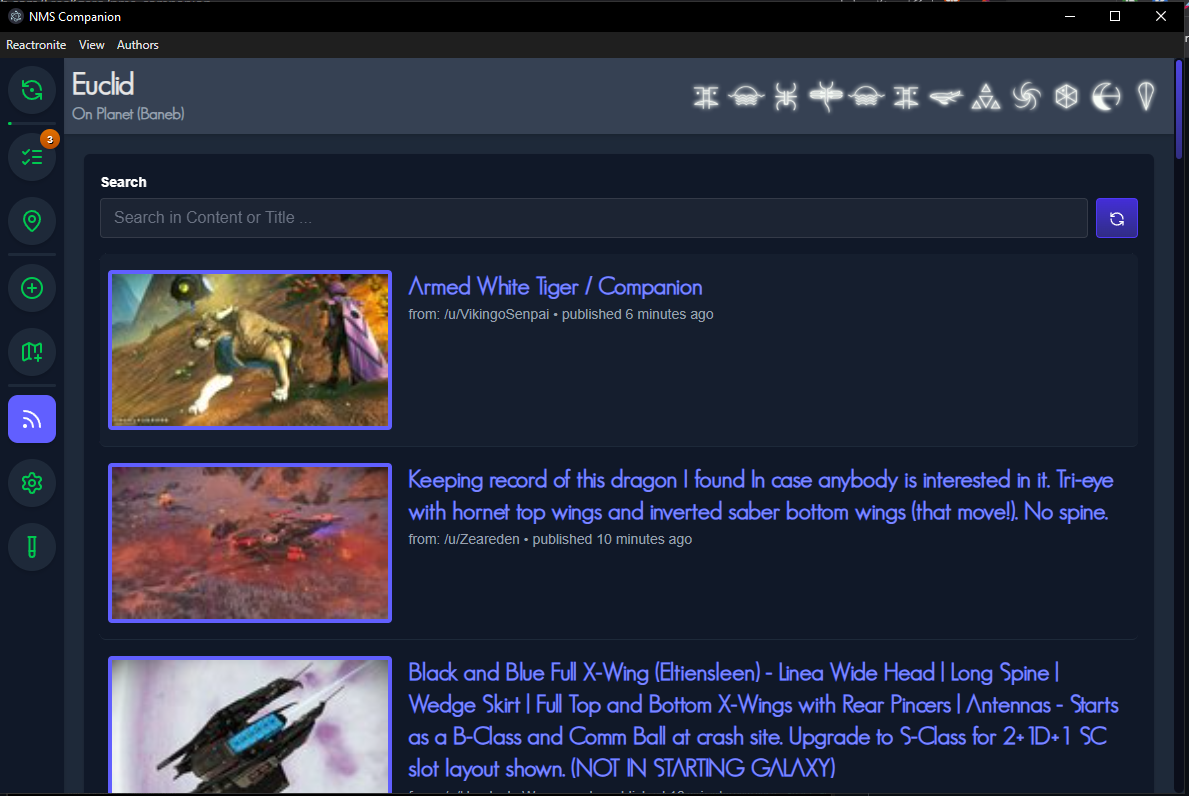 NMS Companion
Reactronite View Authors
Euclid
On Planet (Baneb)
3
Search
Search in Content or Title ...
Armed White Tiger / Companion
from: /u/VikingoSenpai • published 6 minutes ago
Keeping record of this dragon I found In case anybody is interested in it. Tri-eye
with hornet top wings and inverted saber bottom wings (that move!). No spine.
from: /u/Zeareden • published 10 minutes ago
Black and Blue Full X-Wing (Eltiensleen) - Linea Wide Head | Long Spine |
Wedge Skirt | Full Top and Bottom X-Wings with Rear Pincers | Antennas - Starts
as a B-Class and Comm Ball at crash site. Upgrade to S-Class for 2+1D+1 SC
slot layout shown. (NOT IN STARTING GALAXY)